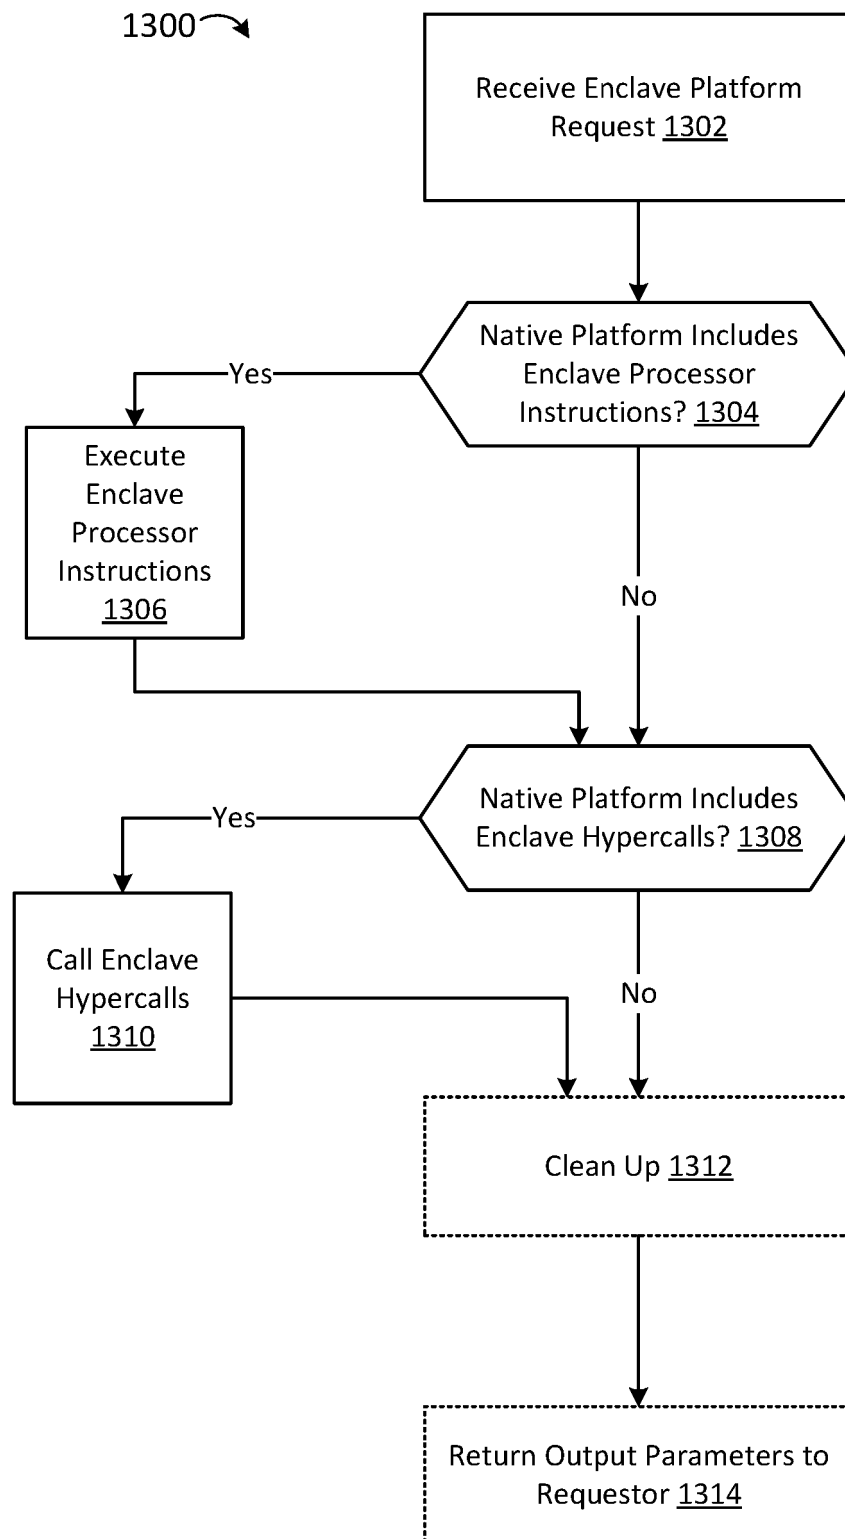 1300
Receive Enclave Platform
Request 1302
Native Platform Includes
Enclave Processor
Instructions? 1304
Yes
Execute
Enclave
Processor
Instructions
1306
No
Native Platform Includes
Enclave Hypercalls? 1308
Yes
Call Enclave
Hypercalls
1310
No
Clean Up 1312
Return Output Parameters to
Requestor 1314